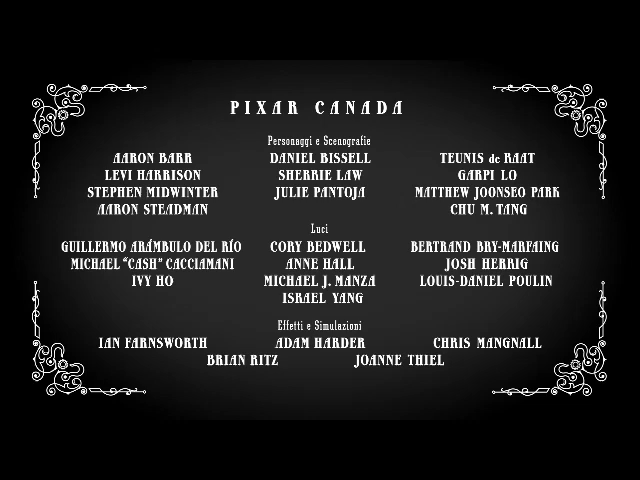 PIXAR CANADA
Personaggi e Scenografie
AARON BARR DANIEL BISSELL TEUNIS de RAAT
LEVI HARRISON SHERRIE LAW GARPI LO
STEPHEN MIDWINTER JULIE PANTOJA MATTHEW JOONSEO PARK
AARON STEADMAN CHU M. TANG
Luci
GUILLERMO ARÁMBULO DEL RÍO CORY BEDWELL BERTRAND BRY-MARFAING
MICHAEL "CASH" CACCIAMANI ANNE HALL JOSH HERRIG
IVY HO MICHAEL J. MANZA LOUIS-DANIEL POULIN
ISRAEL YANG
Effetti e Simulazioni
IAN FARNSWORTH ADAM HARDER CHRIS MANGNALL
BRIAN RITZ JOANNE THIEL